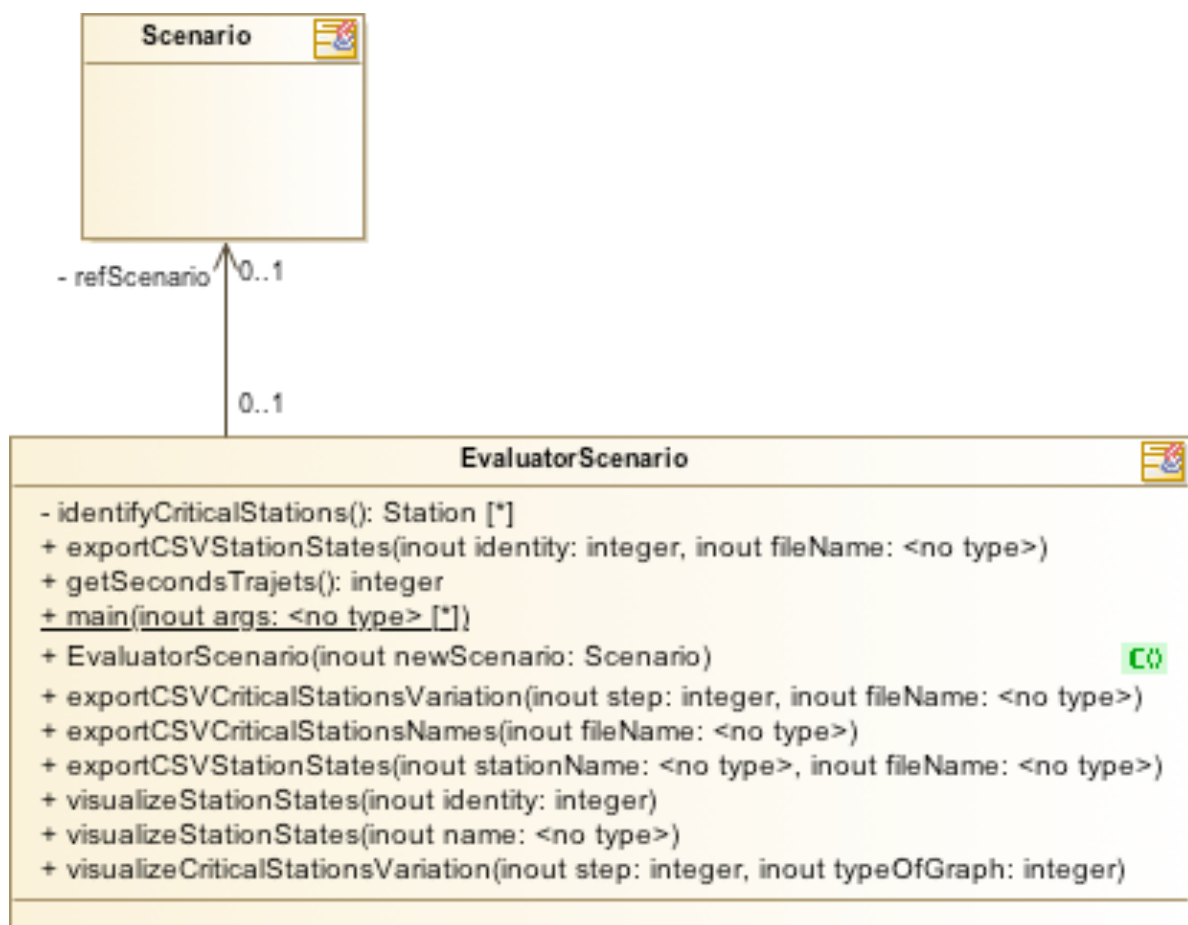 Scenario
- refScenario
0..1
0..1
EvaluatorScenario
- identifyCriticalStations(): Station [*]
+ exportCSVStationStates(inout identity: integer, inout fileName: <no type>)
+ getSecondsTrajets(): integer
+ main(inout args: <no type> [*])
+ EvaluatorScenario(inout newScenario: Scenario)
C()
+ exportCSVCriticalStationsVariation(inout step: integer, inout fileName: <no type>)
+ exportCSVCriticalStationsNames(inout fileName: <no type>)
+ exportCSVStationStates(inout stationName: <no type>, inout fileName: <no type>)
+ visualizeStationStates(inout identity: integer)
+ visualizeStationStates(inout name: <no type>)
+ visualizeCriticalStationsVariation(inout step: integer, inout typeOfGraph: integer)